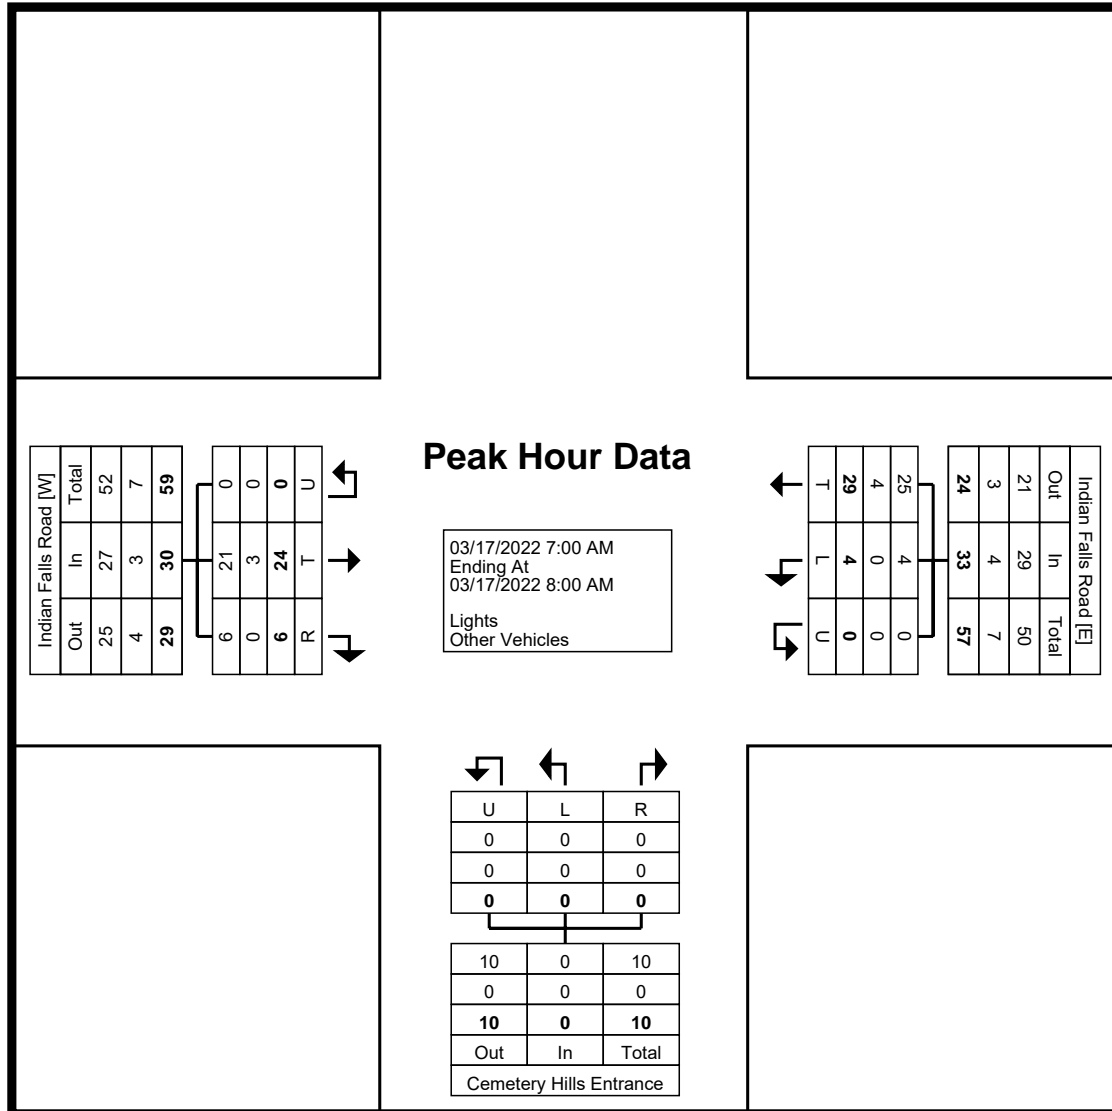 Peak Hour Data
03/17/2022 7:00 AM
Ending At
03/17/2022 8:00 AM
Lights
Other Vehicles
Indian Falls Road [W]
Total In Out
52 27 25
7 3 4
59 30 29
0 21 6
0 3 0
0 24 6
U T R
Indian Falls Road [E]
Out In Total
21 29 50
3 4 7
24 33 57
25 4 0
4 0 0
29 4 0
T L U
U L R
0 0 0
0 0 0
0 0 0
10 0 10
0 0 0
10 0 10
Out In Total
Cemetery Hills Entrance